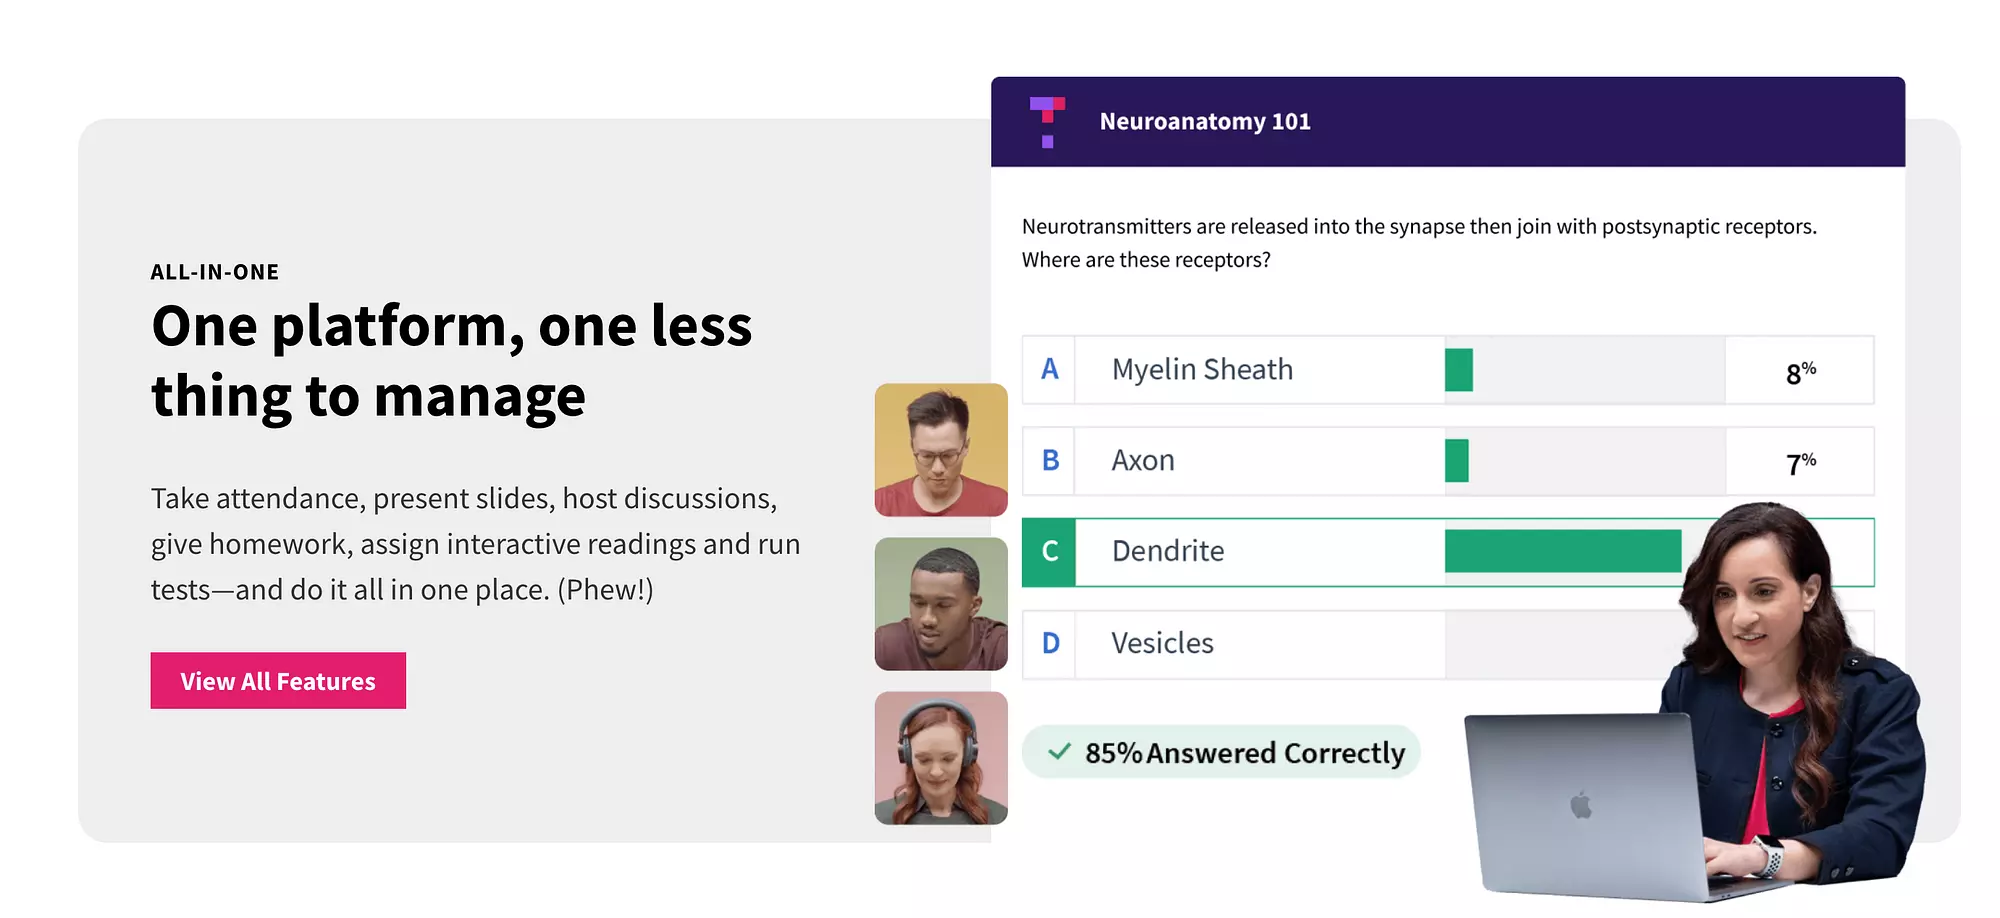 ALL-IN-ONE
One platform, one less
thing to manage
Take attendance, present slides, host discussions,
give homework, assign interactive readings and run
tests—and do it all in one place. (Phew!)
View All Features
Neuroanatomy 101
Neurotransmitters are released into the synapse then join with postsynaptic receptors.
Where are these receptors?
A Myelin Sheath 8%
B Axon 7%
C Dendrite
D Vesicles
85% Answered Correctly